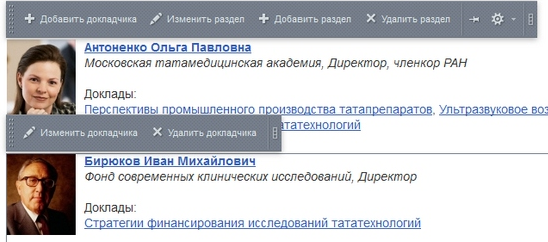 Добавить докладчика Изменить раздел Добавить раздел Удалить раздел
Антоненко Ольга Павловна
Московская татамедицинская академия, Директор, членкор РАН
Доклады:
Перспективы промышленного производства татапрепаратов, Ультразвуковое воз
Изменить докладчика Удалить докладчика
тататехнологий
Бирюков Иван Михайлович
Фонд современных клинических исследований, Директор
Доклады:
Стратегии финансирования исследований тататехнологий